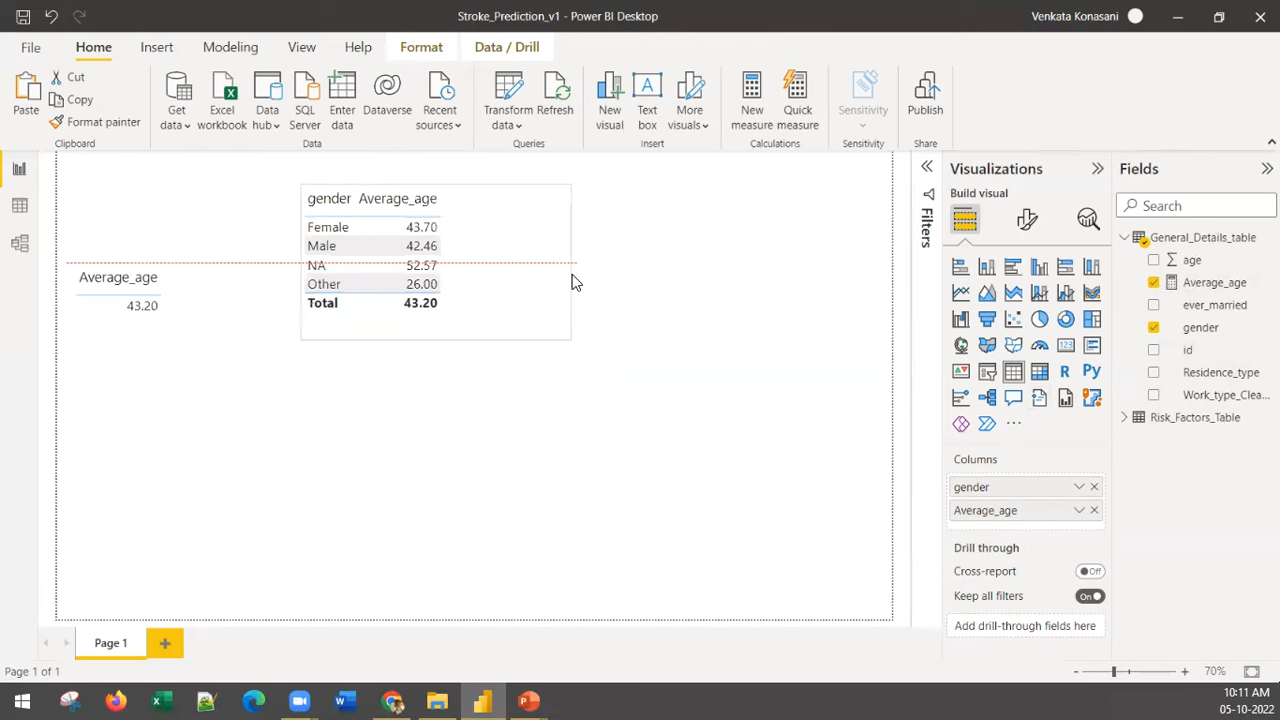 Stroke_Prediction_v1 - Power BI Desktop
Venkata Konasani
File Home Insert Modeling View Help Format Data / Drill
Paste
Cut
Copy
Format painter
Clipboard
Get data
Excel workbook
Data hub
SQL Server
Enter data
Dataverse
Recent sources
Data
Transform data
Refresh
Queries
New visual
Text box
More visuals
Insert
New measure
Quick measure
Calculations
Sensitivity
Sensitivity
Publish
Share
gender Average_age
Female 43.70
Male 42.46
NA 52.57
Other 26.00
Total 43.20
Average_age
43.20
Filters
Visualizations
Build visual
R Py
123
Columns
gender
Average_age
Drill through
Cross-report Off
Keep all filters On
Add drill-through fields here
Fields
Search
General_Details_table
age
Average_age
ever_married
gender
id
Residence_type
Work_type_Clea...
Risk_Factors_Table
Page 1
Page 1 of 1
70%
10:11 AM
05-10-2022